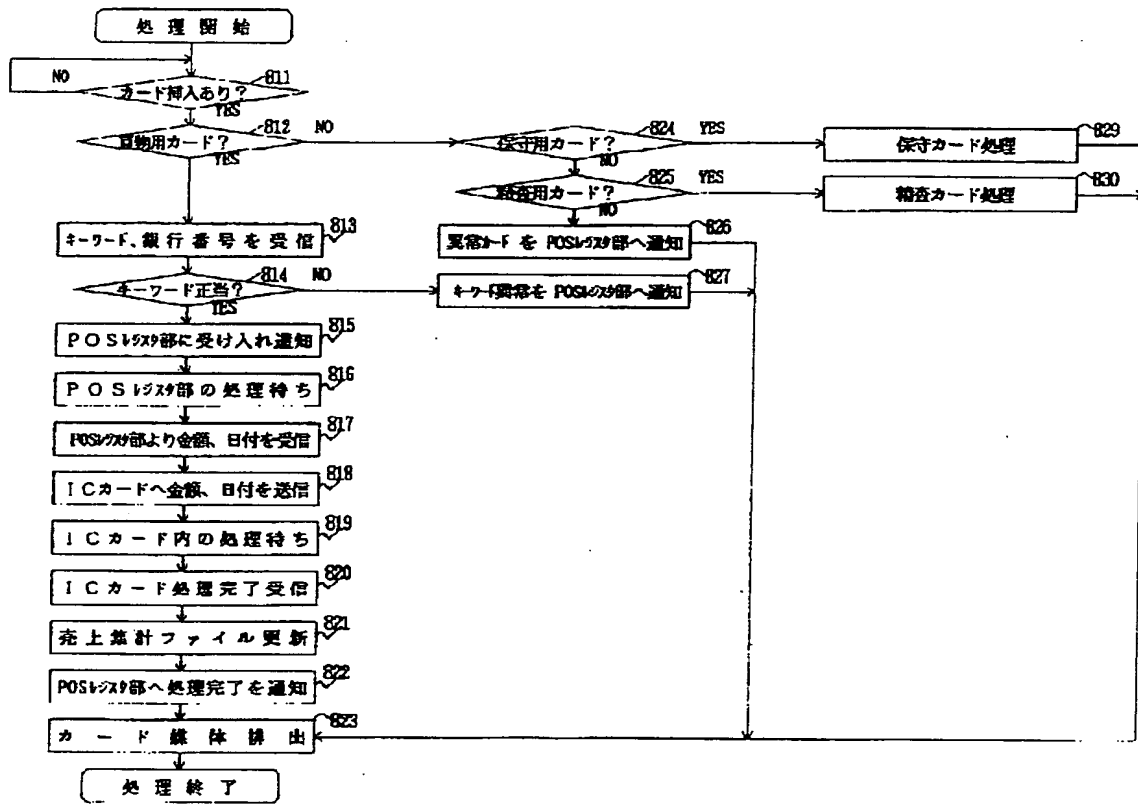 処理開始
NO
811
カード挿入あり?
YES
812
NO
買物用カード?
YES
824
YES
保守用カード?
NO
829
保守カード処理
825
YES
精査用カード?
NO
830
精査カード処理
813
キーワード、銀行番号を受信
826
異常カードをPOSレジスタ部へ通知
814
NO
キーワード正当?
YES
827
キーワード異常をPOSレジスタ部へ通知
815
POSレジスタ部に受け入れ通知
816
POSレジスタ部の処理待ち
817
POSレジスタ部より金額、日付を受信
818
ICカードへ金額、日付を送信
819
ICカード内の処理待ち
820
ICカード処理完了受信
821
売上集計ファイル更新
822
POSレジスタ部へ処理完了を通知
823
カード媒体排出
処理終了